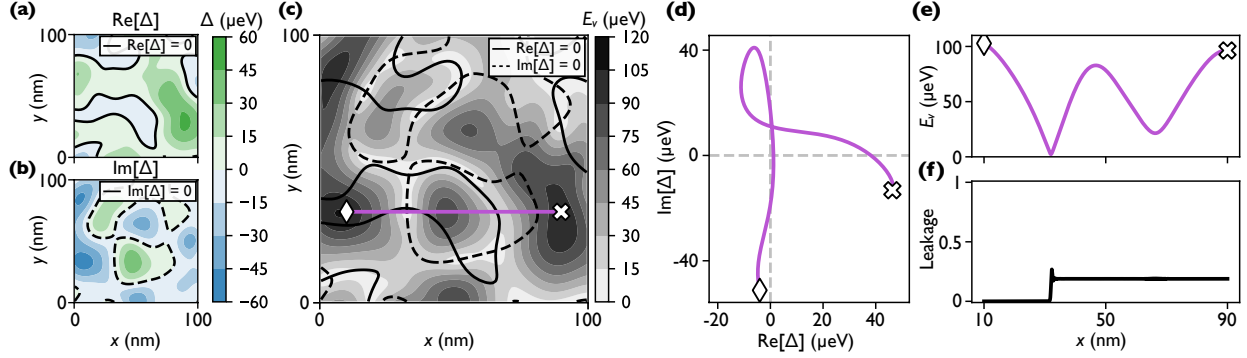 (a)
Re[Δ]
Δ (μeV)
Re[Δ] = 0
100
0
y (nm)
(b)
Im[Δ]
Im[Δ] = 0
100
0
y (nm)
0
100
x (nm)
60
45
30
15
0
−15
−30
−45
−60
(c)
E_v (μeV)
Re[Δ] = 0
Im[Δ] = 0
100
0
y (nm)
0
100
x (nm)
120
105
90
75
60
45
30
15
0
(d)
40
0
-40
Im[Δ] (μeV)
-20
0
20
40
Re[Δ] (μeV)
(e)
100
50
0
E_v (μeV)
(f)
1
0.5
0
Leakage
10
50
90
x (nm)